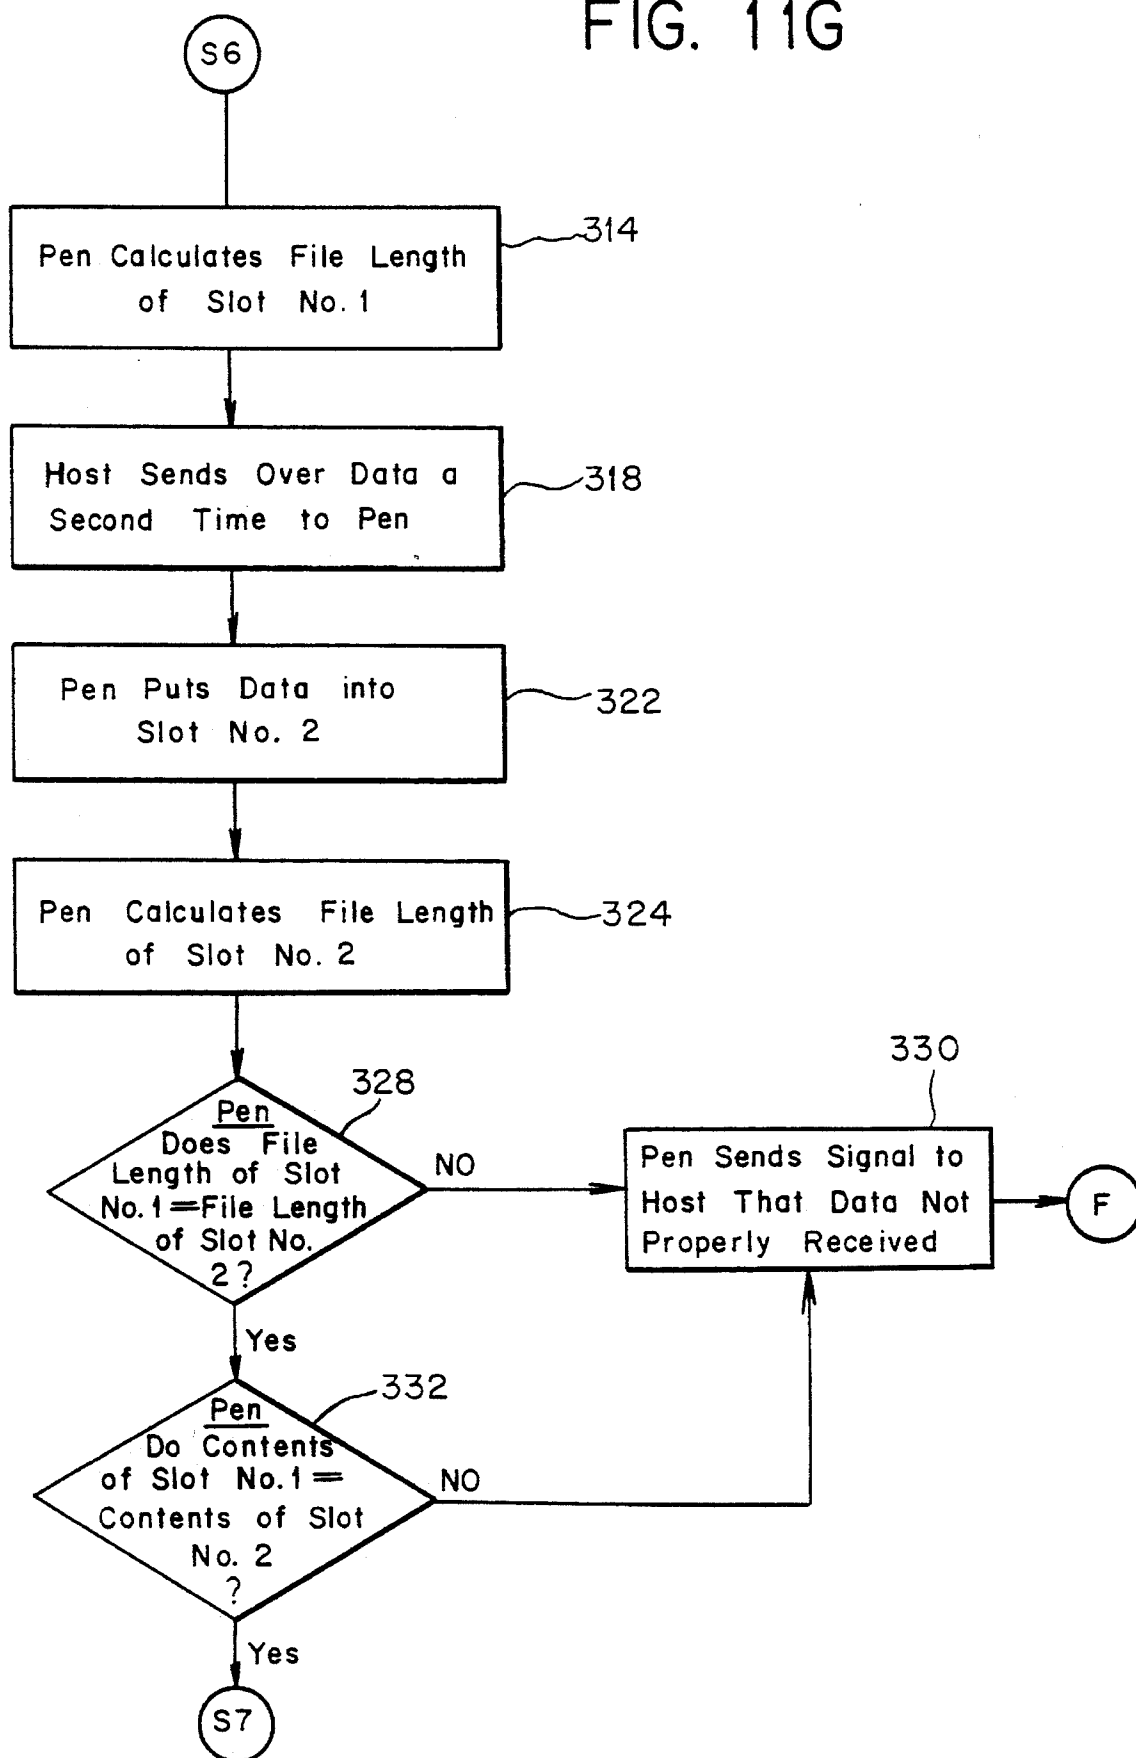 FIG. 11G
S6
314
Pen Calculates File Length
of Slot No. 1
318
Host Sends Over Data a
Second Time to Pen
322
Pen Puts Data into
Slot No. 2
324
Pen Calculates File Length
of Slot No. 2
328
Pen
Does File
Length of Slot
No. 1 = File Length
of Slot No.
2?
NO
330
Pen Sends Signal to
Host That Data Not
Properly Received
F
Yes
332
Pen
Do Contents
of Slot No. 1 =
Contents of Slot
No. 2
?
NO
Yes
S7